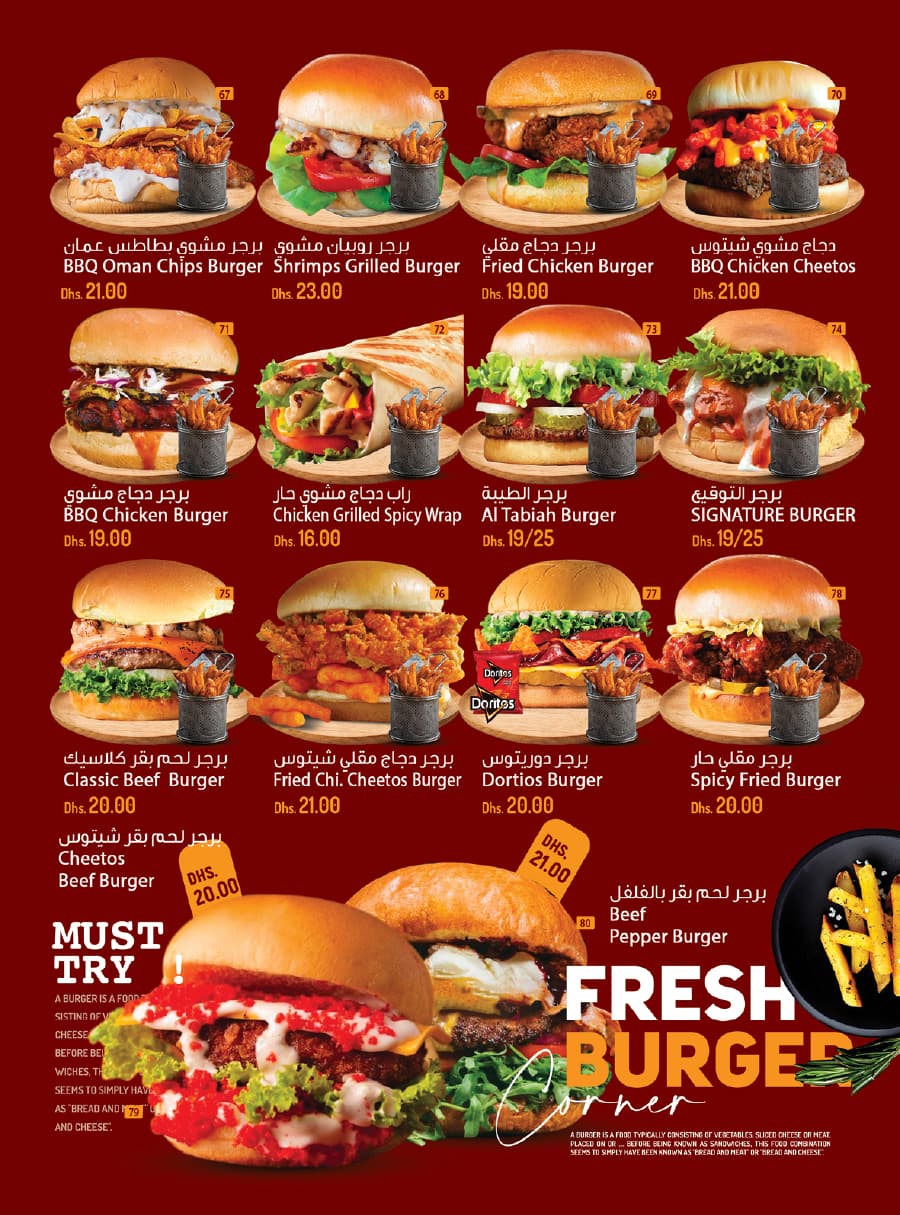 67
برجر مشوي بطاطس عمان
BBQ Oman Chips Burger
Dhs. 21.00
68
برجر روبيان مشوي
Shrimps Grilled Burger
Dhs. 23.00
69
برجر دجاج مقلي
Fried Chicken Burger
Dhs. 19.00
70
دجاج مشوي شيتوس
BBQ Chicken Cheetos
Dhs. 21.00
71
برجر دجاج مشوي
BBQ Chicken Burger
Dhs. 19.00
72
راب دجاج مشوي حار
Chicken Grilled Spicy Wrap
Dhs. 16.00
73
برجر الطيبة
Al Tabiah Burger
Dhs. 19/25
74
برجر التوقيع
SIGNATURE BURGER
Dhs. 19/25
75
برجر لحم بقر كلاسيك
Classic Beef Burger
Dhs. 20.00
76
برجر دجاج مقلي شيتوس
Fried Chi. Cheetos Burger
Dhs. 21.00
77
Doritos
Doritos
برجر دوريتوس
Dortios Burger
Dhs. 20.00
78
برجر مقلي حار
Spicy Fried Burger
Dhs. 20.00
برجر لحم بقر شيتوس
Cheetos
Beef Burger
DHS.
20.00
DHS.
21.00
80
برجر لحم بقر بالفلفل
Beef
Pepper Burger
MUST
TRY !
A BURGER IS A FOOD
SISTING OF
CHEESE
BEFORE
WICHES,
SEEMS TO SIMPLY HAVE
AS "BREAD AND
AND CHEESE".
79
FRESH
BURGER
Corner
A BURGER IS A FOOD TYPICALLY CONSISTING OF VEGETABLES, SLICED CHEESE OR MEAT,
PLACED ON OR ... BEFORE BEING KNOWN AS SANDWICHES, THIS FOOD COMBINATION
SEEMS TO SIMPLY HAVE BEEN KNOWN AS "BREAD AND MEAT" OR "BREAD AND CHEESE".